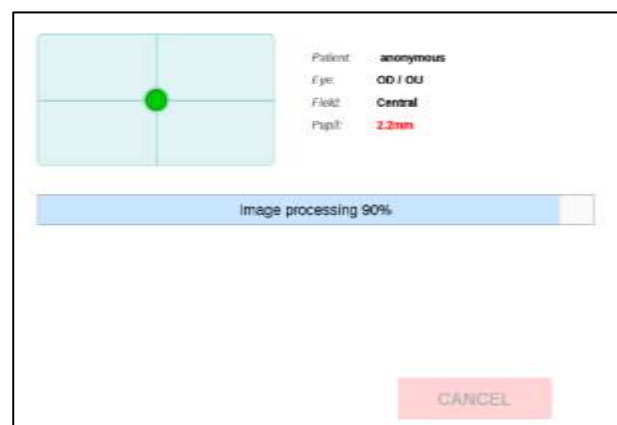 Patient: anonymous
Eye: OD / OU
Field: Central
Pupil: 2.2mm
Image processing 90%
CANCEL